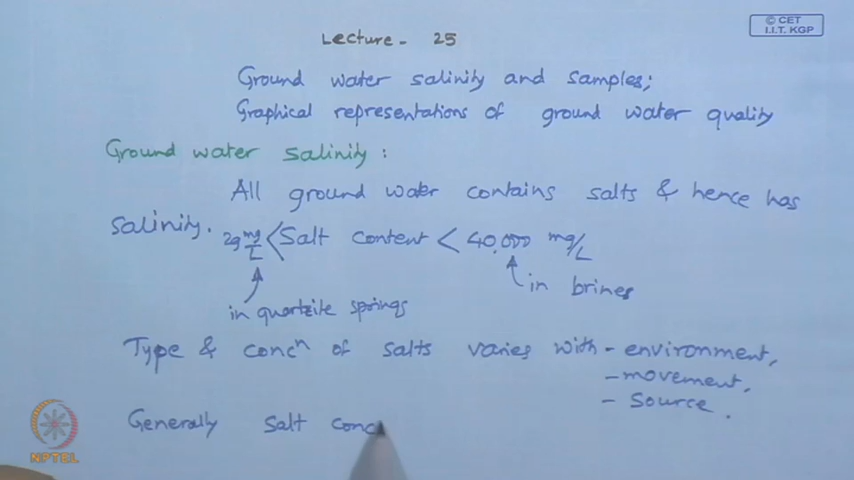 © CET
I.I.T. KGP
Lecture - 25
Ground water salinity and samples;
Graphical representations of ground water quality
Ground water salinity:
All ground water contains salts & hence has
salinity. 29 mg/L < Salt content < 40,000 mg/L
in quartzite springs
in brines
Type & concⁿ of salts varies with - environment,
- movement,
- source.
Generally salt conc
NPTEL